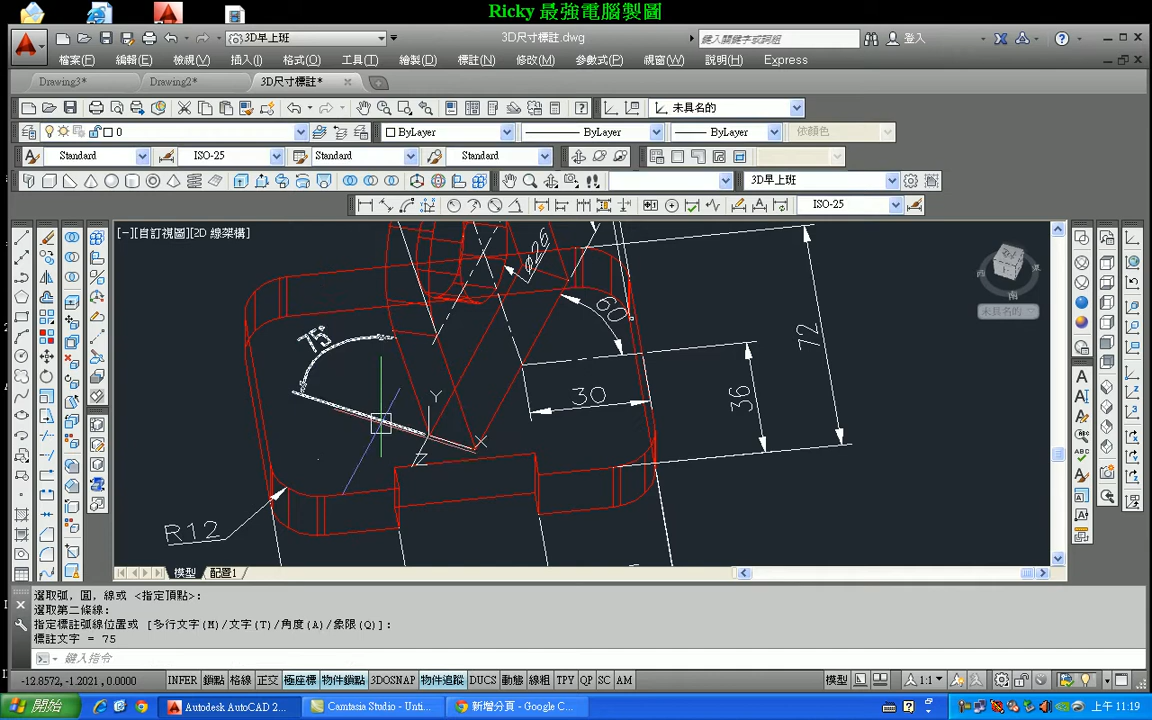 Ricky 最強電腦製圖
3D早上班
3D尺寸標註.dwg
鍵入關鍵字或詞組
登入
檔案(F) 編輯(E) 檢視(V) 插入(I) 格式(O) 工具(T) 繪製(D) 標註(N) 修改(M) 參數式(P) 視窗(W) 說明(H) Express
Drawing3* Drawing2* 3D尺寸標註*
未具名的
0 ByLayer ByLayer ByLayer 依顏色
Standard ISO-25 Standard Standard
3D早上班
ISO-25
[-][自訂視圖][2D 線架構]
Ø26
西 東
南
未具名的
60°
75°
72
30
36
Y
X
Z
R12
模型 配置1
選取弧, 圓, 線或 <指定頂點>:
選取第二條線:
指定標註弧線位置或 [多行文字(M)/文字(T)/角度(A)/象限(Q)]:
標註文字 = 75
鍵入指令
-12.8572, -1.2021, 0.0000 INFER 鎖點 格線 正交 極座標 物件鎖點 3DOSNAP 物件追蹤 DUCS 動態 線粗 TPY QP SC AM 模型 1:1
開始 Autodesk AutoCAD 2... Camtasia Studio - Unti... 新增分頁 - Google C... 上午 11:19